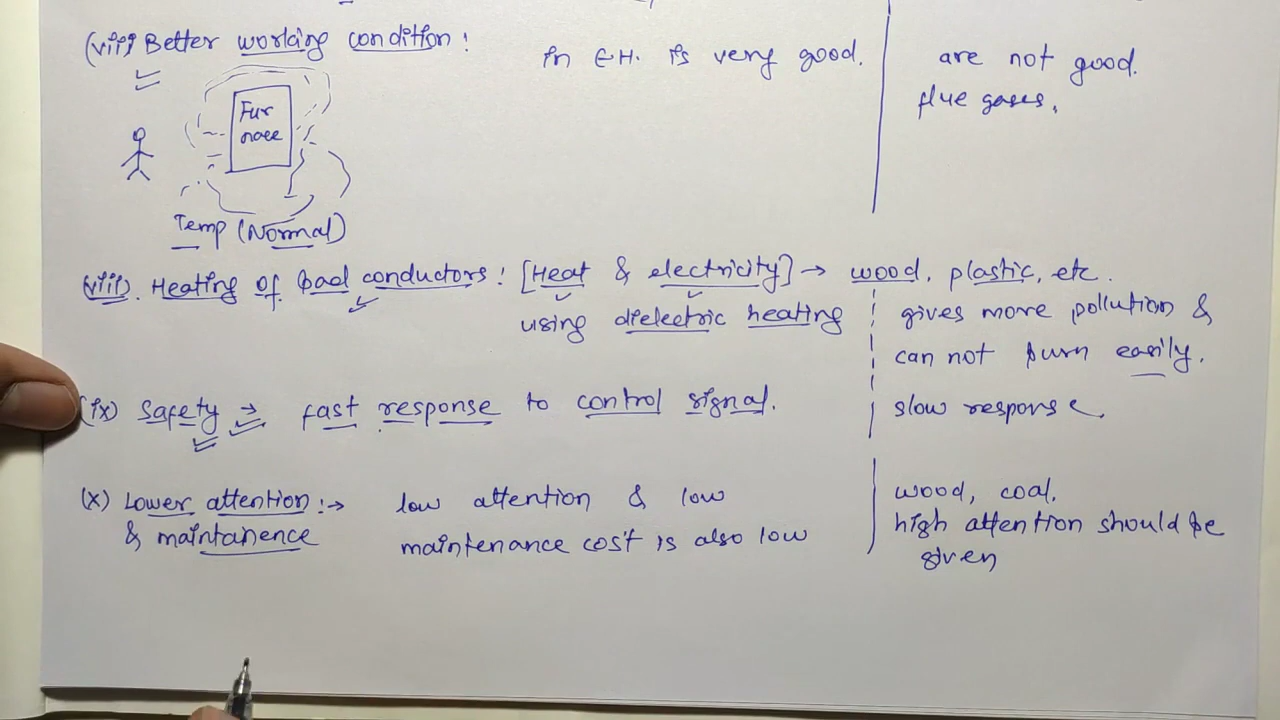 (vii) Better working condition :
in E.H. is very good.
are not good.
flue gases.
Fur
nace
Temp (Normal)
(viii). Heating of bad conductors : [Heat & electricity] → wood, plastic, etc.
using dielectric heating
gives more pollution &
can not burn easily.
(ix) Safety → fast response to control signal.
slow response.
(x) Lower attention :→
& maintanence
low attention & low
maintenance cost is also low
wood, coal.
high attention should be
given